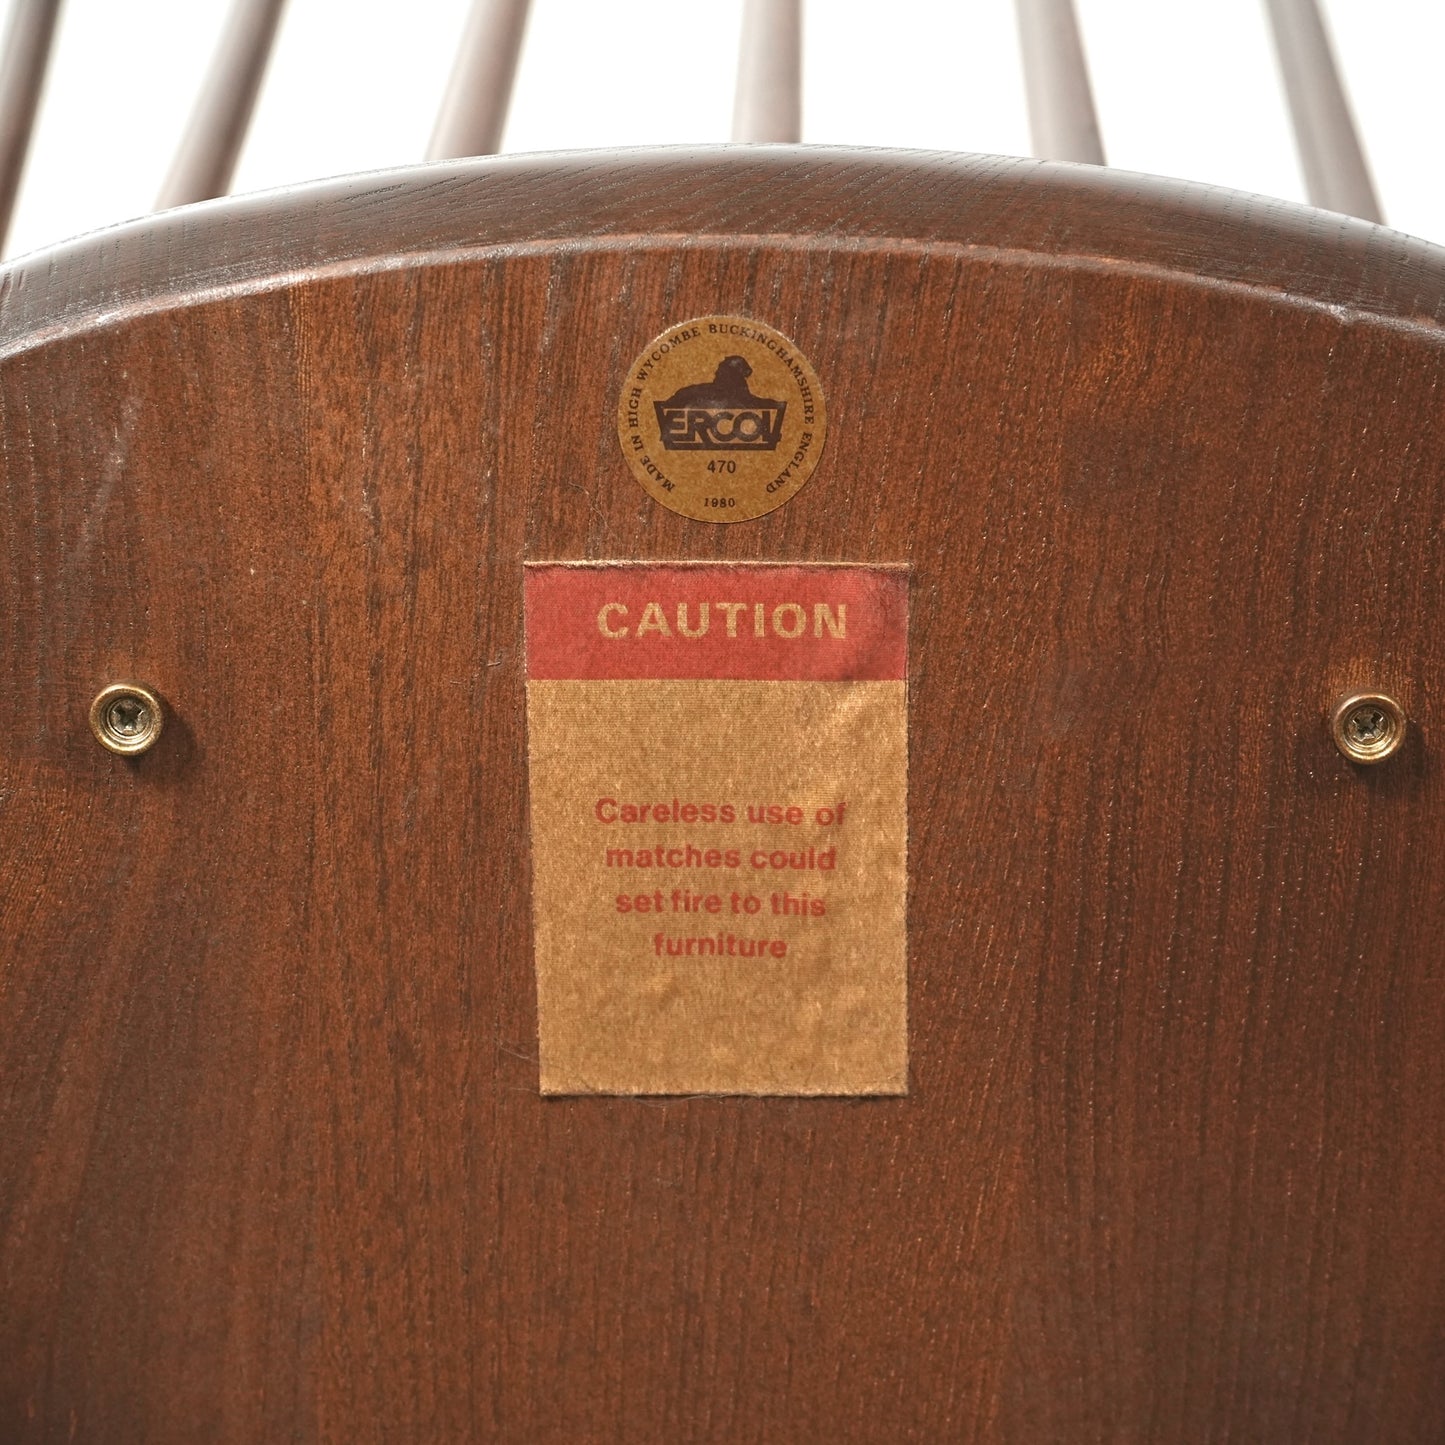 MADE IN HIGH WYCOMBE BUCKINGHAMSHIRE ENGLAND
ERCOL
470
1980
CAUTION
Careless use of
matches could
set fire to this
furniture